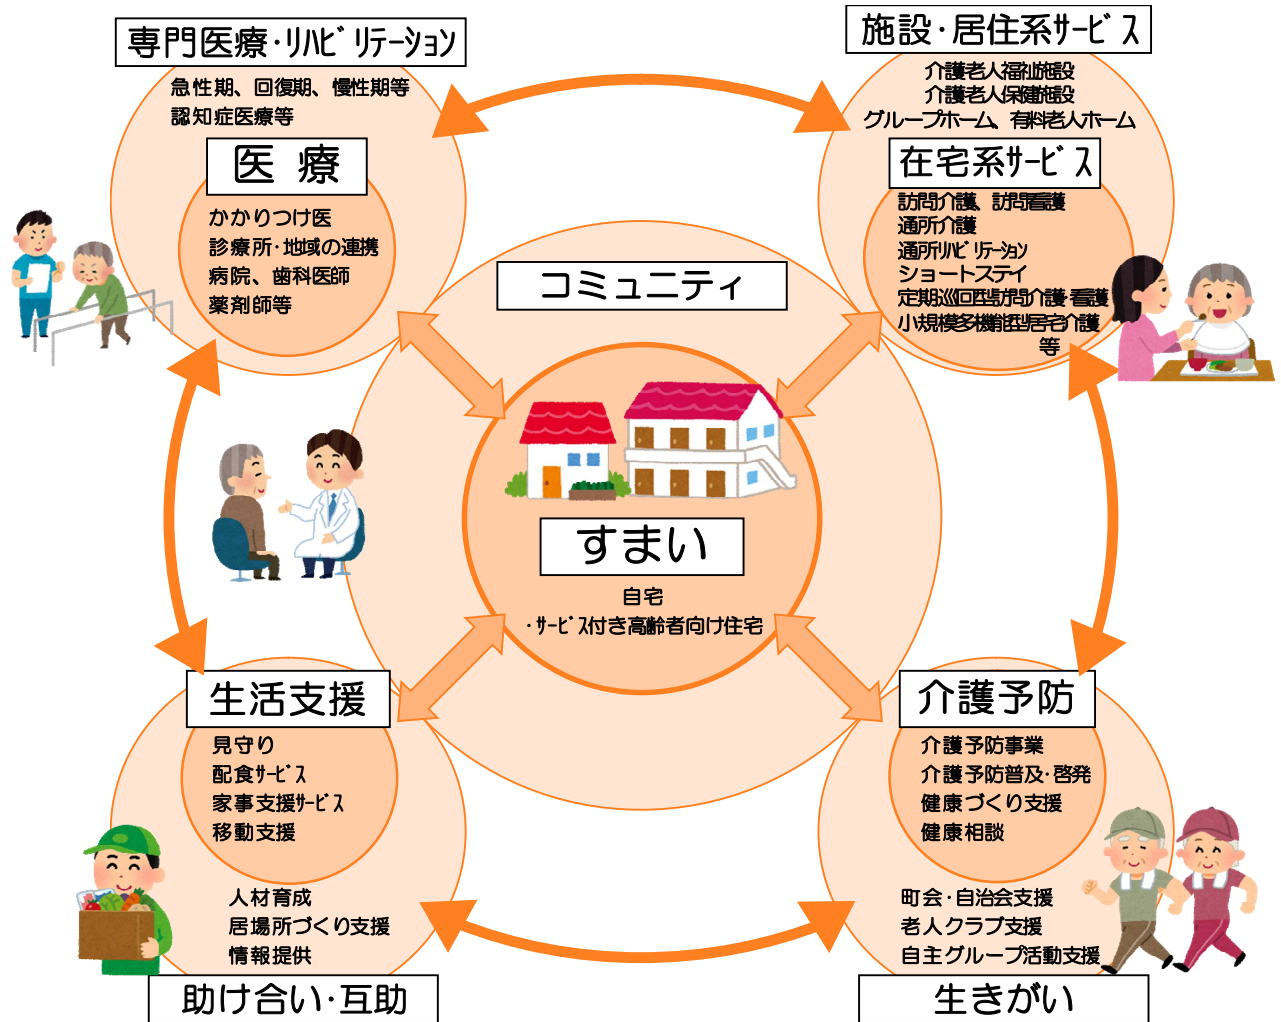 専門医療・リハビリテーション
急性期、回復期、慢性期等
認知症医療等
医療
かかりつけ医
診療所・地域の連携
病院、歯科医師
薬剤師等
施設・居住系サービス
介護老人福祉施設
介護老人保健施設
グループホーム、有料老人ホーム
在宅系サービス
訪問介護、訪問看護
通所介護
通所リハビリテーション
ショートステイ
定期巡回型訪問介護・看護
小規模多機能型居宅介護
等
コミュニティ
すまい
自宅
・サービス付き高齢者向け住宅
生活支援
見守り
配食サービス
家事支援サービス
移動支援
人材育成
居場所づくり支援
情報提供
助け合い・互助
介護予防
介護予防事業
介護予防普及・啓発
健康づくり支援
健康相談
町会・自治会支援
老人クラブ支援
自主グループ活動支援
生きがい